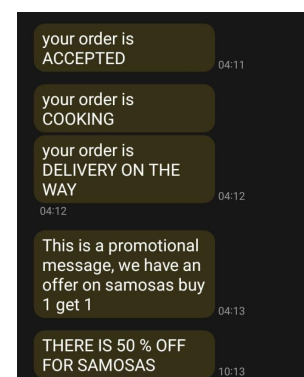 your order is
ACCEPTED
04:11
your order is
COOKING
your order is
DELIVERY ON THE
WAY
04:12
04:12
This is a promotional
message, we have an
offer on samosas buy
1 get 1
04:13
THERE IS 50 % OFF
FOR SAMOSAS
10:13